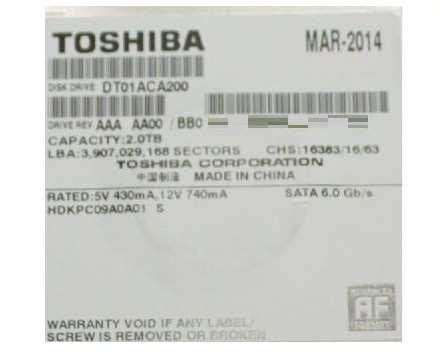 TOSHIBA MAR-2014
DISK DRIVE DT01ACA200
DRIVE REV AAA AA00 / BB0
CAPACITY:2.0TB
LBA:3,907,029,168 SECTORS CHS:16383/16/63
TOSHIBA CORPORATION
中国制造 MADE IN CHINA
RATED:5V 430mA,12V 740mA SATA 6.0 Gb/s
HDKPC09A0A01 S
ADVANCED
AF
FORMAT
WARRANTY VOID IF ANY LABEL/
SCREW IS REMOVED OR BROKEN